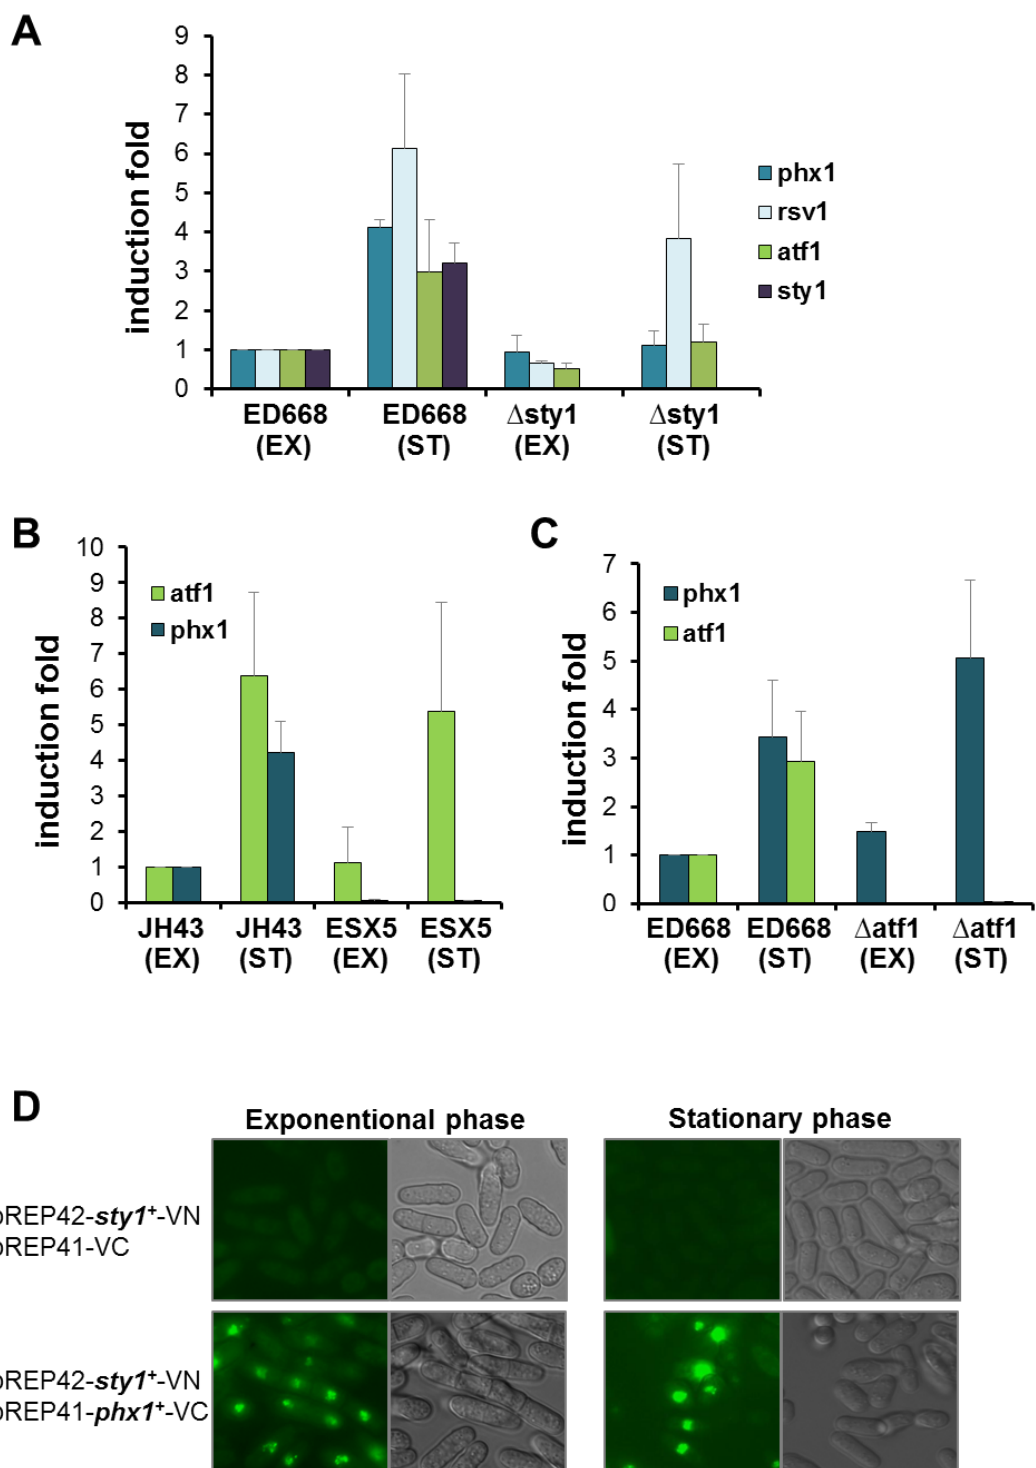 A
9
8
7
6
5
4
3
2
1
0
induction fold
phx1
rsv1
atf1
sty1
ED668 ED668 Δsty1 Δsty1
(EX) (ST) (EX) (ST)
B
10
9
8
7
6
5
4
3
2
1
0
induction fold
atf1
phx1
JH43 JH43 ESX5 ESX5
(EX) (ST) (EX) (ST)
C
7
6
5
4
3
2
1
0
induction fold
phx1
atf1
ED668 ED668 Δatf1 Δatf1
(EX) (ST) (EX) (ST)
D
Exponentional phase Stationary phase
pREP42-sty1+-VN
pREP41-VC
pREP42-sty1+-VN
pREP41-phx1+-VC